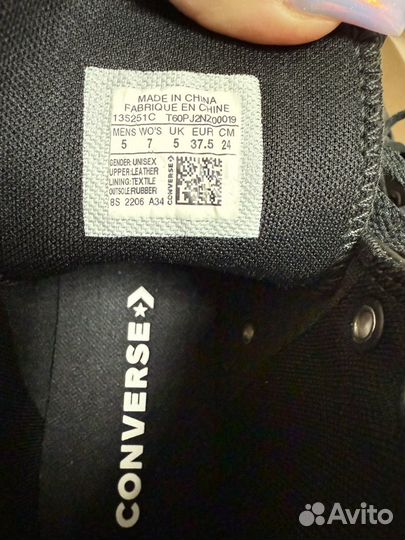 MADE IN CHINA
FABRIQUE EN CHINE
13S251C T60PJ2N200019
MENS WO'S UK EUR CM
5 7 5 37.5 24
GENDER:UNISEX
UPPER:LEATHER
LINING:TEXTILE
OUTSOLE:RUBBER
8S 2206 A34
CONVERSE
CONVERSE
Avito